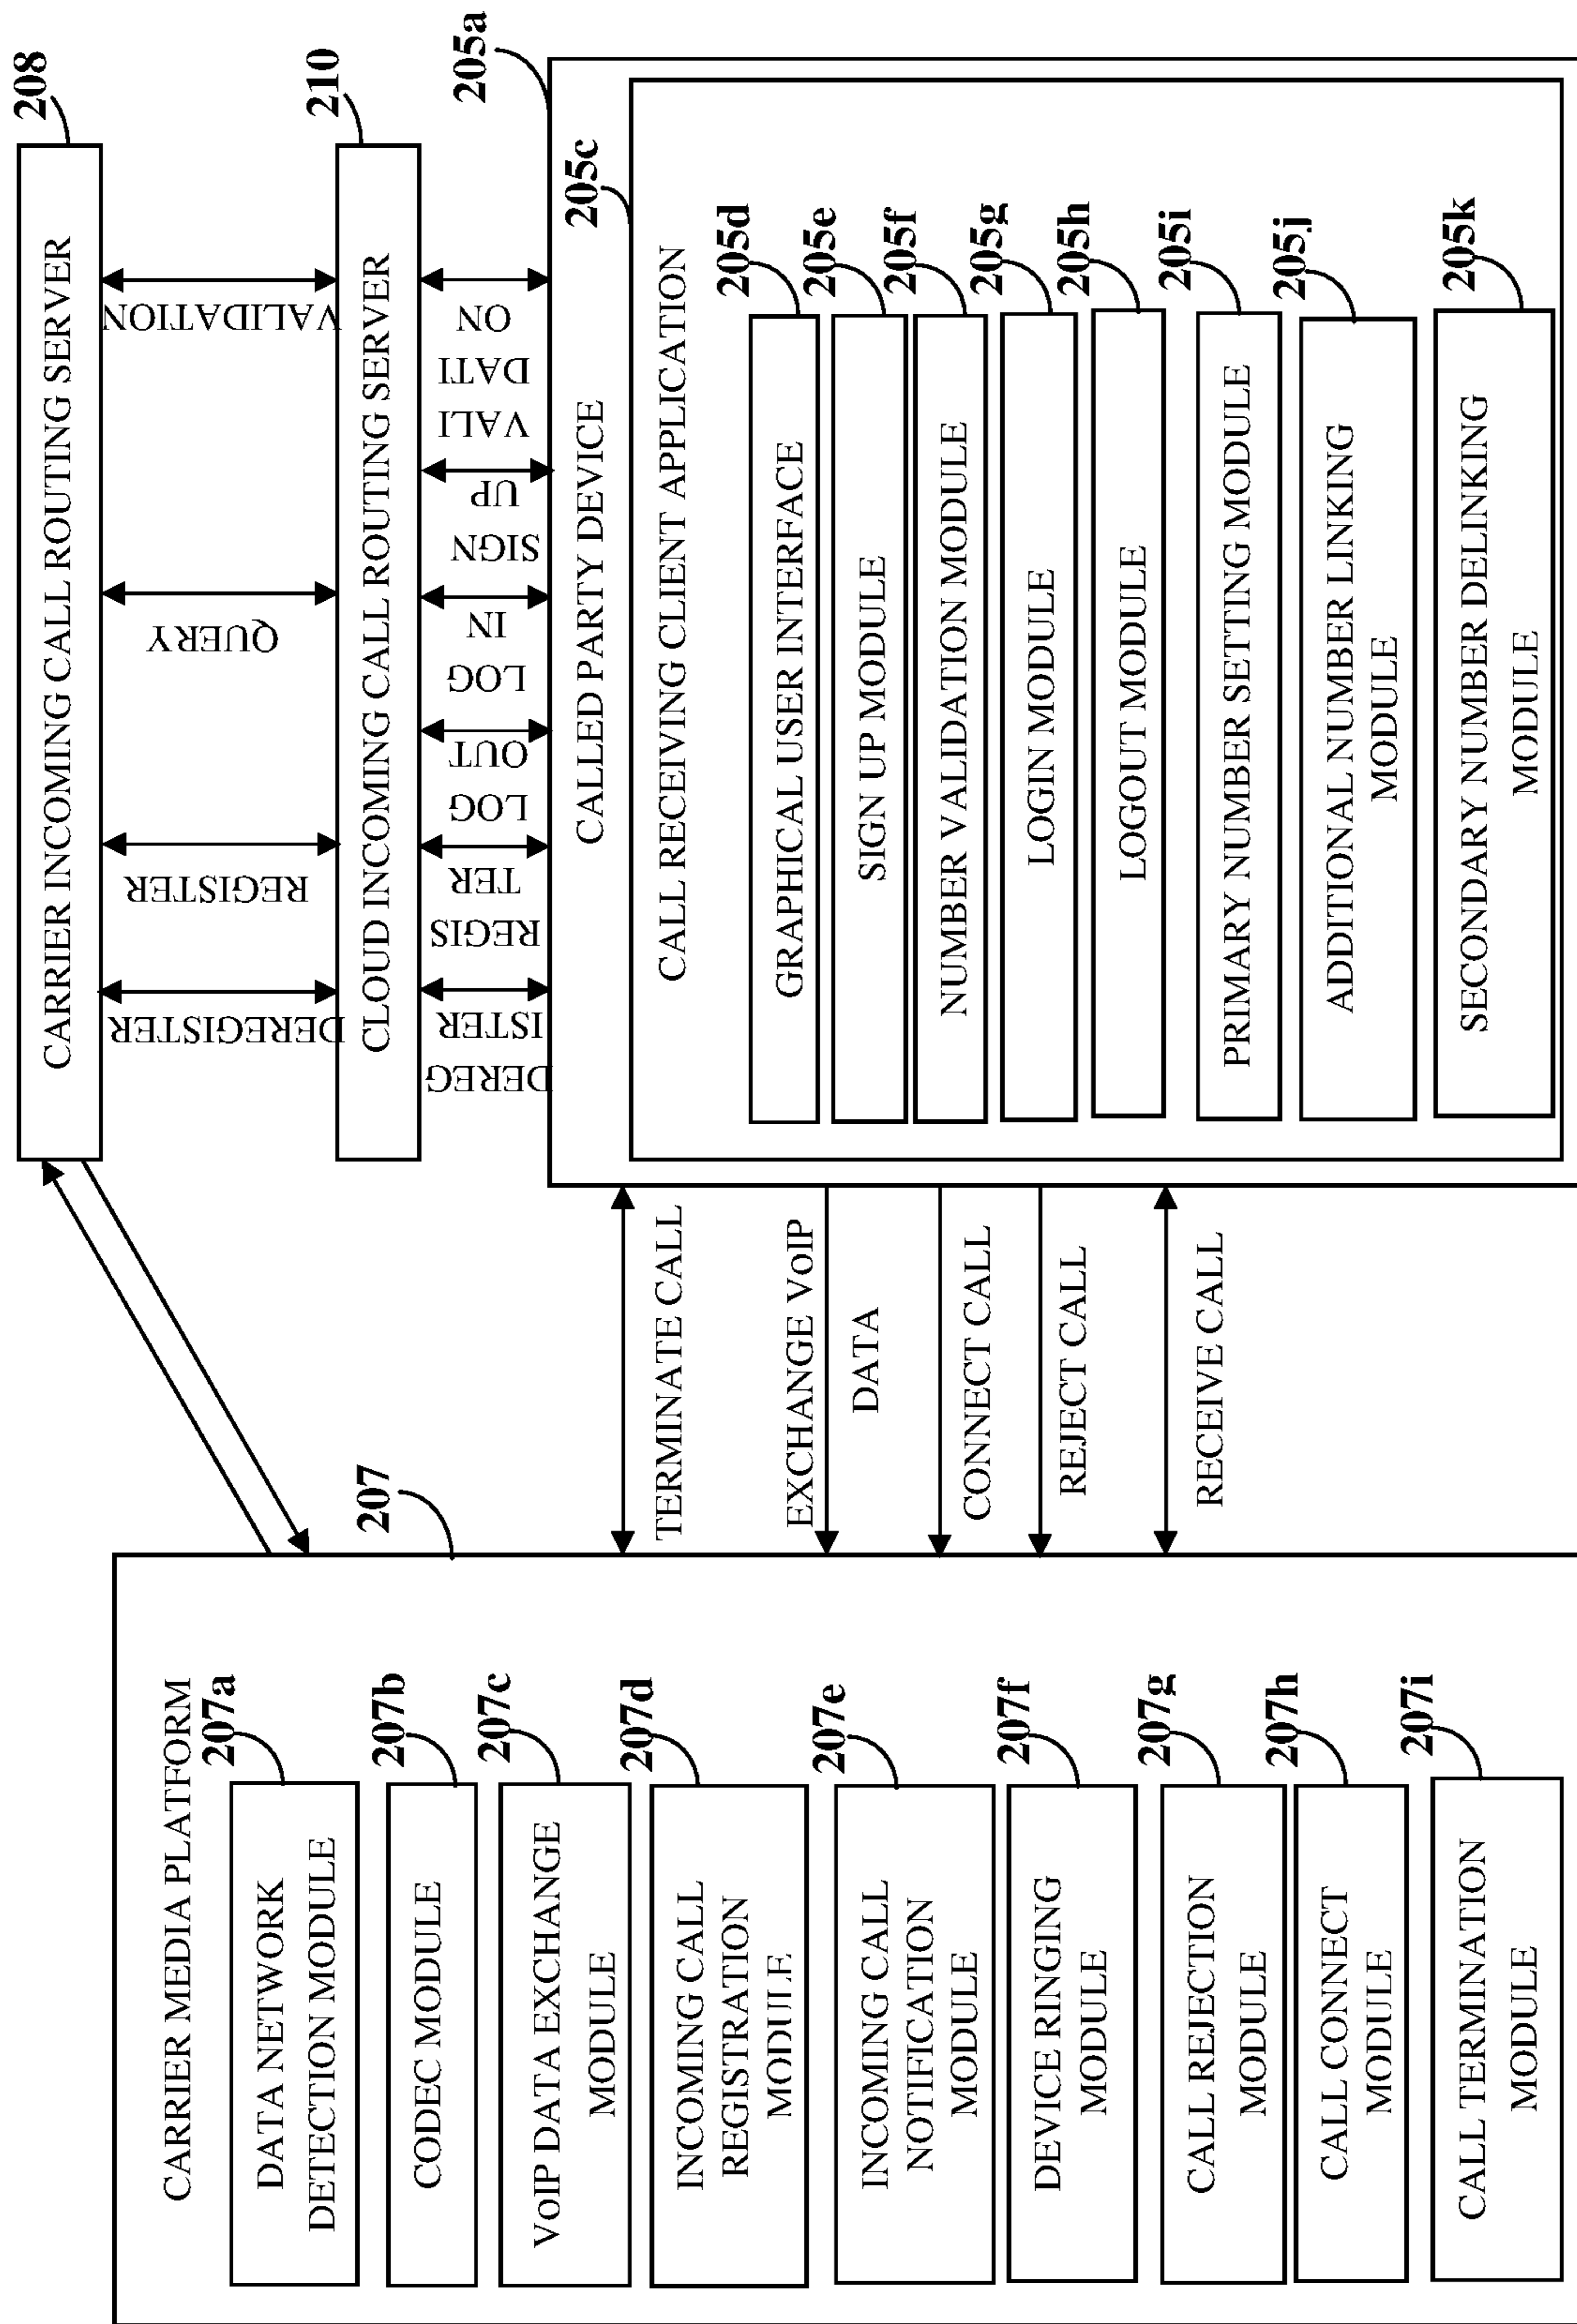 CARRIER INCOMING CALL ROUTING SERVER
208
DEREGISTER
REGISTER
QUERY
VALIDATION
CLOUD INCOMING CALL ROUTING SERVER
210
DEREG
ISTER
REGIS
TER
LOG
OUT
LOG
IN
SIGN
UP
VALI
DATI
ON
205a
CALLED PARTY DEVICE
205c
CALL RECEIVING CLIENT APPLICATION
205d
GRAPHICAL USER INTERFACE
205e
SIGN UP MODULE
205f
NUMBER VALIDATION MODULE
205g
LOGIN MODULE
205h
LOGOUT MODULE
205i
PRIMARY NUMBER SETTING MODULE
205j
ADDITIONAL NUMBER LINKING
MODULE
205k
SECONDARY NUMBER DELINKING
MODULE
TERMINATE CALL
EXCHANGE VoIP
DATA
CONNECT CALL
REJECT CALL
RECEIVE CALL
207
CARRIER MEDIA PLATFORM
207a
DATA NETWORK
DETECTION MODULE
207b
CODEC MODULE
207c
VoIP DATA EXCHANGE
MODULE
207d
INCOMING CALL
REGISTRATION
MODULE
207e
INCOMING CALL
NOTIFICATION
MODULE
207f
DEVICE RINGING
MODULE
207g
CALL REJECTION
MODULE
207h
CALL CONNECT
MODULE
207i
CALL TERMINATION
MODULE